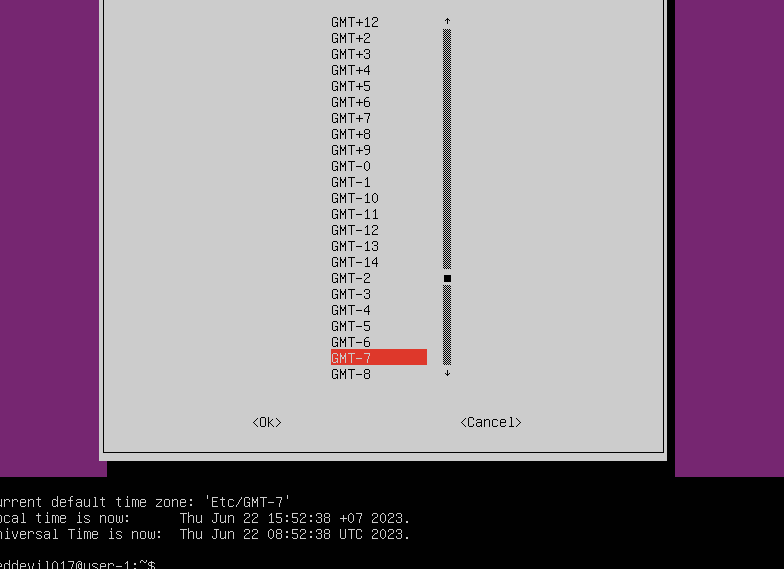 GMT+12
GMT+2
GMT+3
GMT+4
GMT+5
GMT+6
GMT+7
GMT+8
GMT+9
GMT-0
GMT-1
GMT-10
GMT-11
GMT-12
GMT-13
GMT-14
GMT-2
GMT-3
GMT-4
GMT-5
GMT-6
GMT-7
GMT-8
<Ok> <Cancel>
urrent default time zone: 'Etc/GMT-7'
ocal time is now: Thu Jun 22 15:52:38 +07 2023.
niversal Time is now: Thu Jun 22 08:52:38 UTC 2023.
eddevil017@user-1:~$